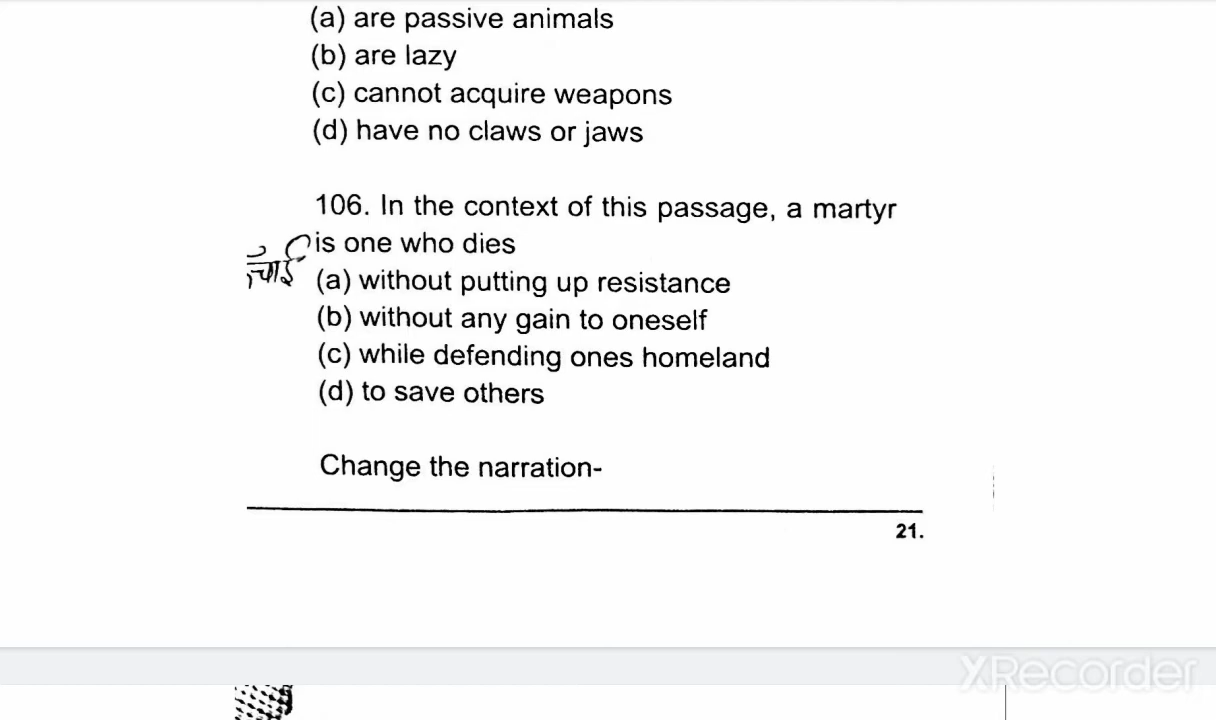 (a) are passive animals
(b) are lazy
(c) cannot acquire weapons
(d) have no claws or jaws
106. In the context of this passage, a martyr
is one who dies
(a) without putting up resistance
(b) without any gain to oneself
(c) while defending ones homeland
(d) to save others
Change the narration-
21.
XRecorder